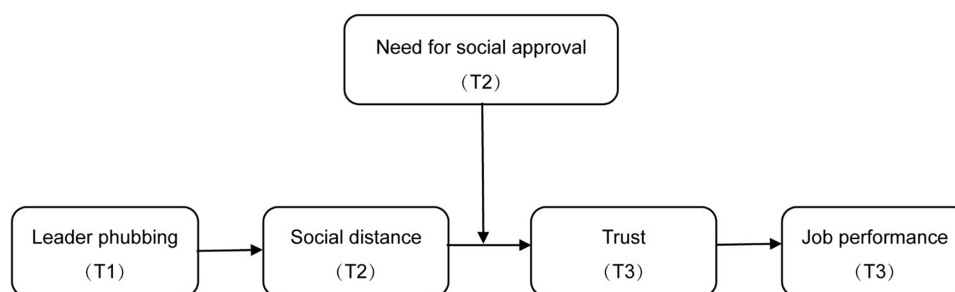 Need for social approval
（T2）
Leader phubbing
（T1）
Social distance
（T2）
Trust
（T3）
Job performance
（T3）